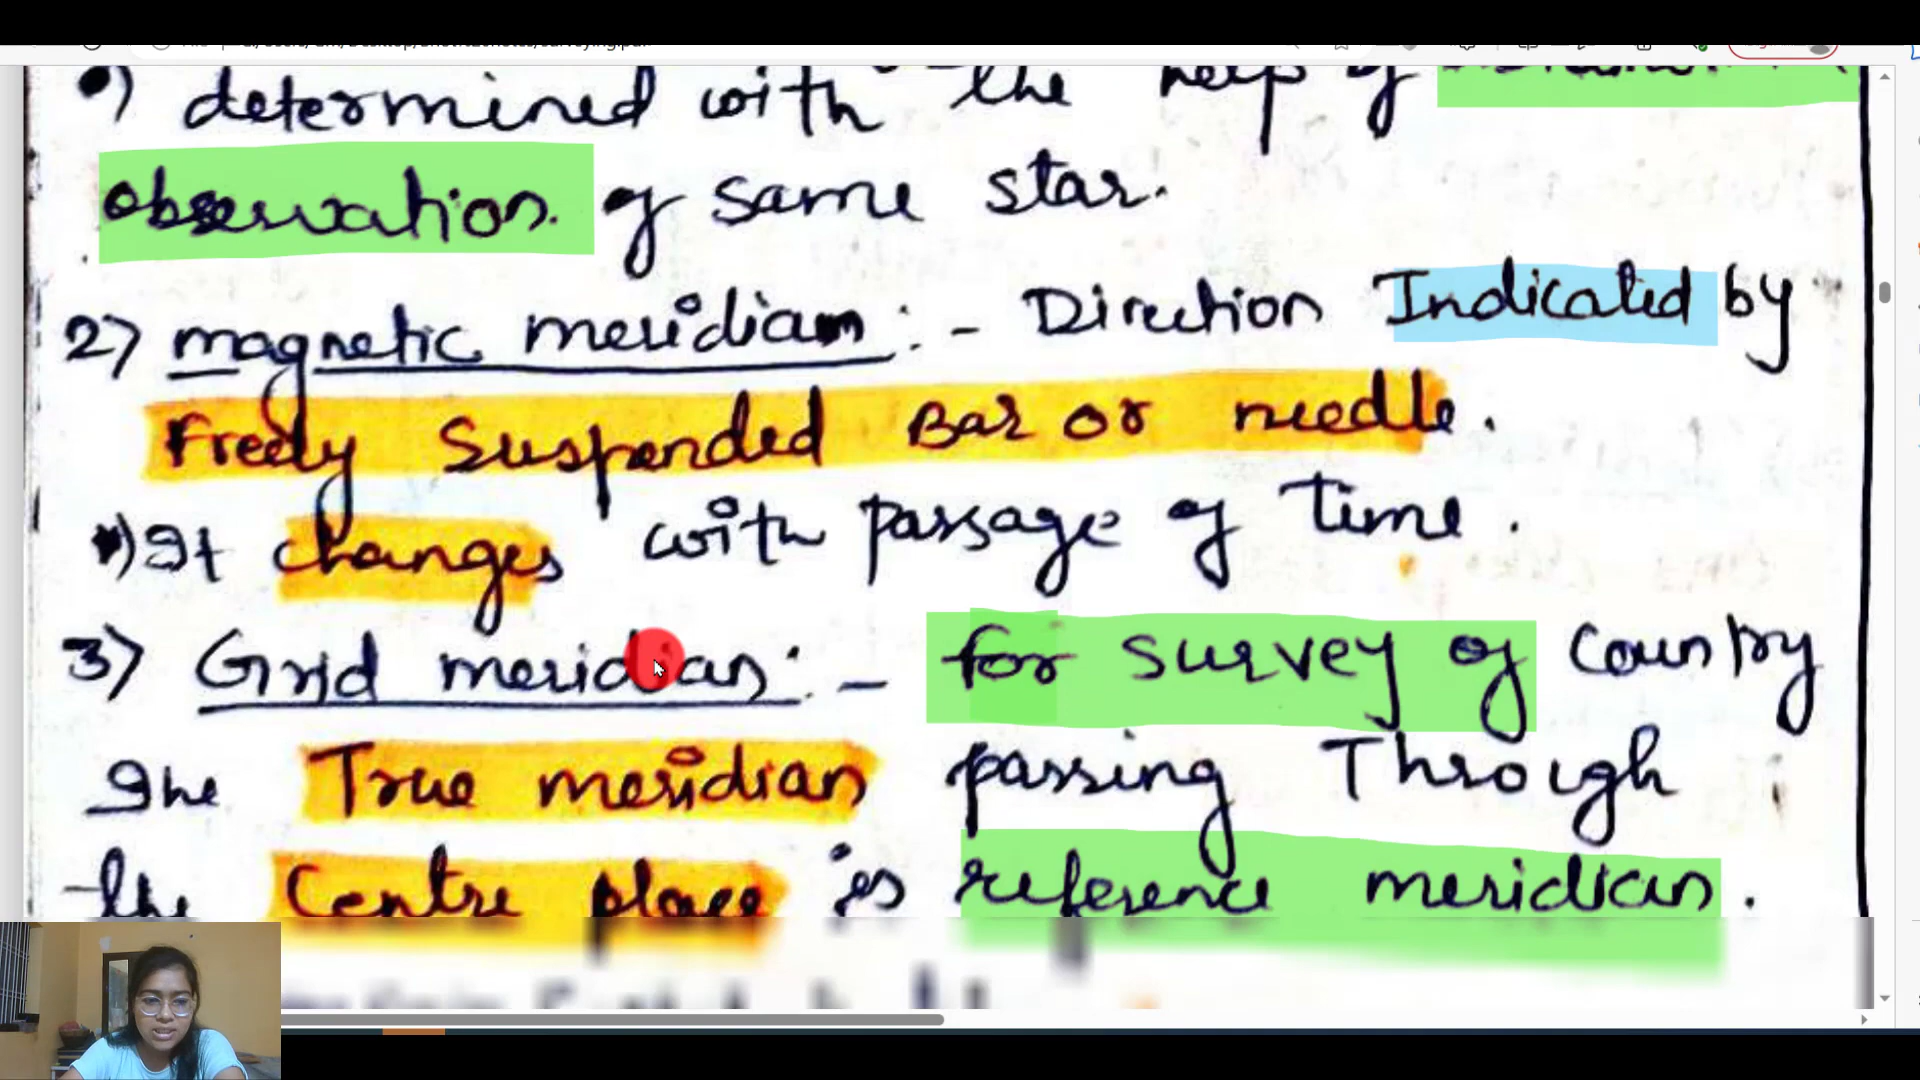 determined with the help of
observation of same star.
2) magnetic meridian :- Direction Indicated by
Freely Suspended Bar or needle.
It changes with passage of time.
3) Grid meridian :- for survey of Country
The True meridian passing Through
the Centre place is reference meridian.